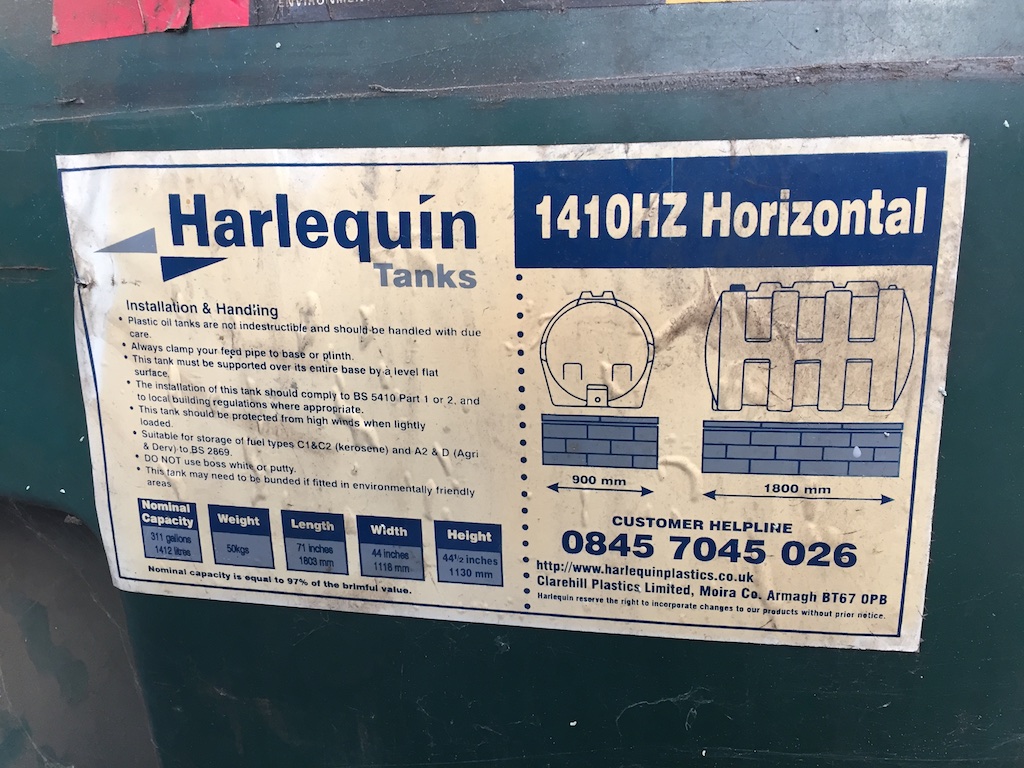 ENVIRONMEN
Harlequin
Tanks
Installation & Handling
• Plastic oil tanks are not indestructible and should be handled with due
care.
• Always clamp your feed pipe to base or plinth.
• This tank must be supported over its entire base by a level flat
surface.
• The installation of this tank should comply to BS 5410 Part 1 or 2, and
to local building regulations where appropriate.
• This tank should be protected from high winds when lightly
loaded.
• Suitable for storage of fuel types C1&C2 (kerosene) and A2 & D (Agri
& Derv) to BS 2869.
• DO NOT use boss white or putty.
• This tank may need to be bunded if fitted in environmentally friendly
areas
Nominal Capacity
311 gallons
1412 litres
Weight
50kgs
Length
71 inches
1803 mm
Width
44 inches
1118 mm
Height
44½ inches
1130 mm
Nominal capacity is equal to 97% of the brimful value.
1410HZ Horizontal
900 mm
1800 mm
CUSTOMER HELPLINE
0845 7045 026
http://www.harlequinplastics.co.uk
Clarehill Plastics Limited, Moira Co. Armagh BT67 0PB
Harlequin reserve the right to incorporate changes to our products without prior notice.